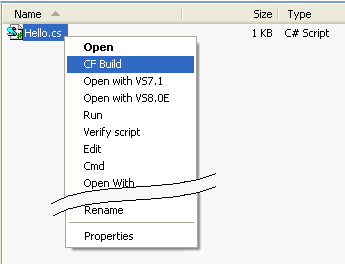 Name Size Type
Hello.cs 1 KB C# Script
Open
CF Build
Open with VS7.1
Open with VS8.0E
Run
Verify script
Edit
Cmd
Open With
Rename
Properties